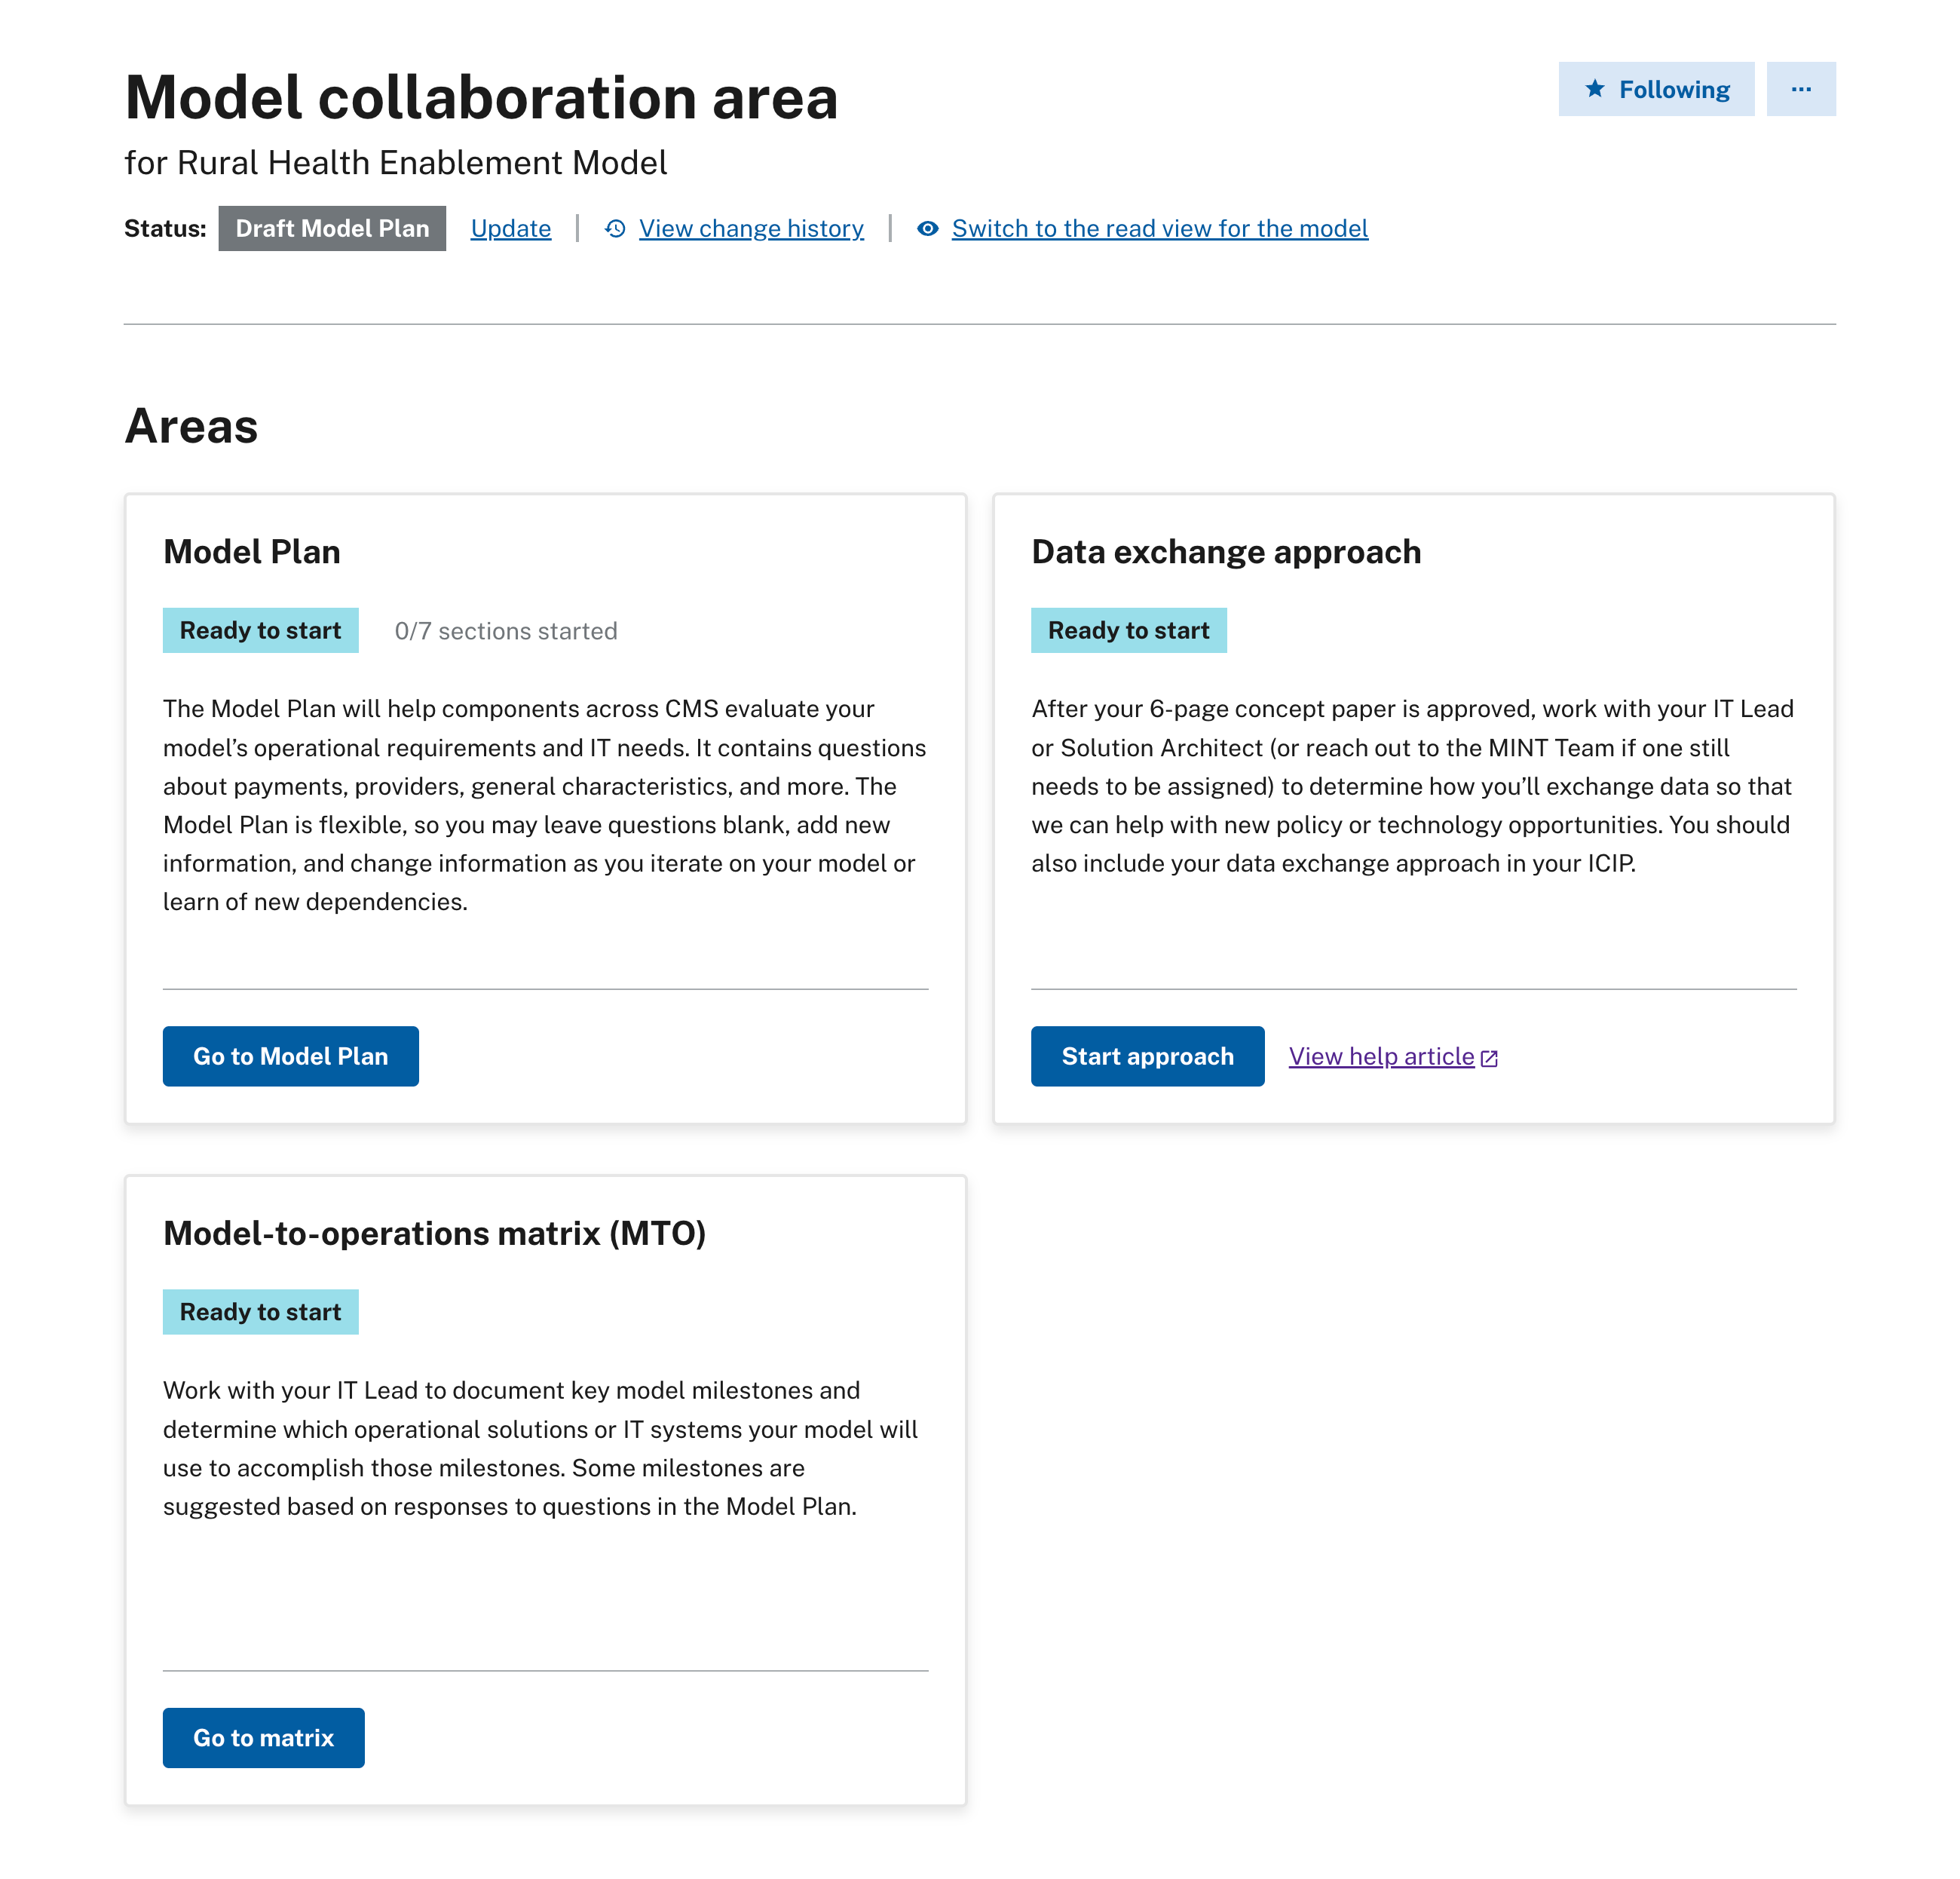 Model collaboration area
Following
...
for Rural Health Enablement Model
Status: Draft Model Plan Update View change history Switch to the read view for the model
Areas
Model Plan
Ready to start 0/7 sections started
The Model Plan will help components across CMS evaluate your
model’s operational requirements and IT needs. It contains questions
about payments, providers, general characteristics, and more. The
Model Plan is flexible, so you may leave questions blank, add new
information, and change information as you iterate on your model or
learn of new dependencies.
Go to Model Plan
Data exchange approach
Ready to start
After your 6-page concept paper is approved, work with your IT Lead
or Solution Architect (or reach out to the MINT Team if one still
needs to be assigned) to determine how you’ll exchange data so that
we can help with new policy or technology opportunities. You should
also include your data exchange approach in your ICIP.
Start approach View help article
Model-to-operations matrix (MTO)
Ready to start
Work with your IT Lead to document key model milestones and
determine which operational solutions or IT systems your model will
use to accomplish those milestones. Some milestones are
suggested based on responses to questions in the Model Plan.
Go to matrix